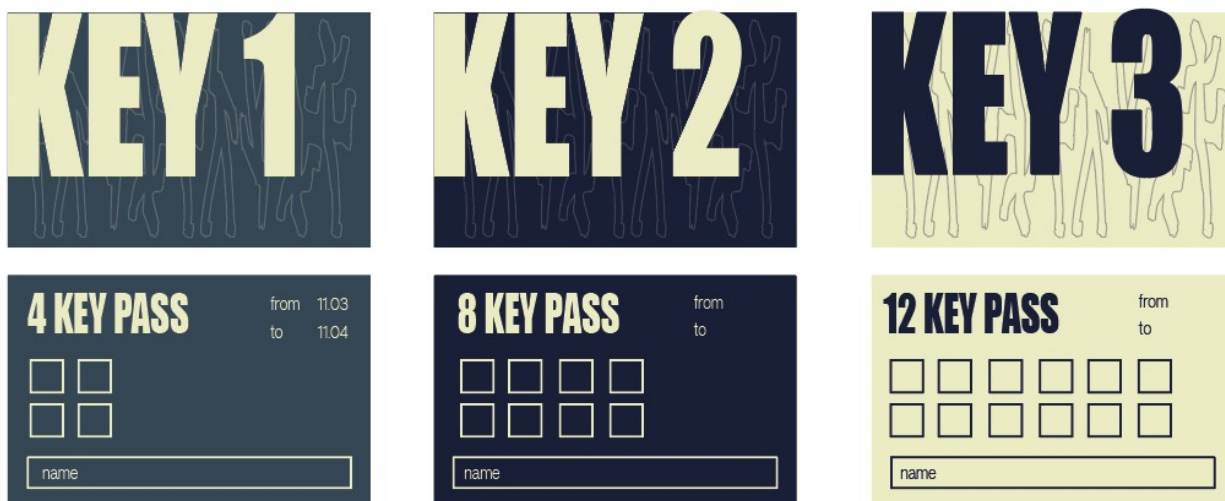 KEY 1
KEY 2
KEY 3
4 KEY PASS
from 11.03
to 11.04
name
8 KEY PASS
from
to
name
12 KEY PASS
from
to
name